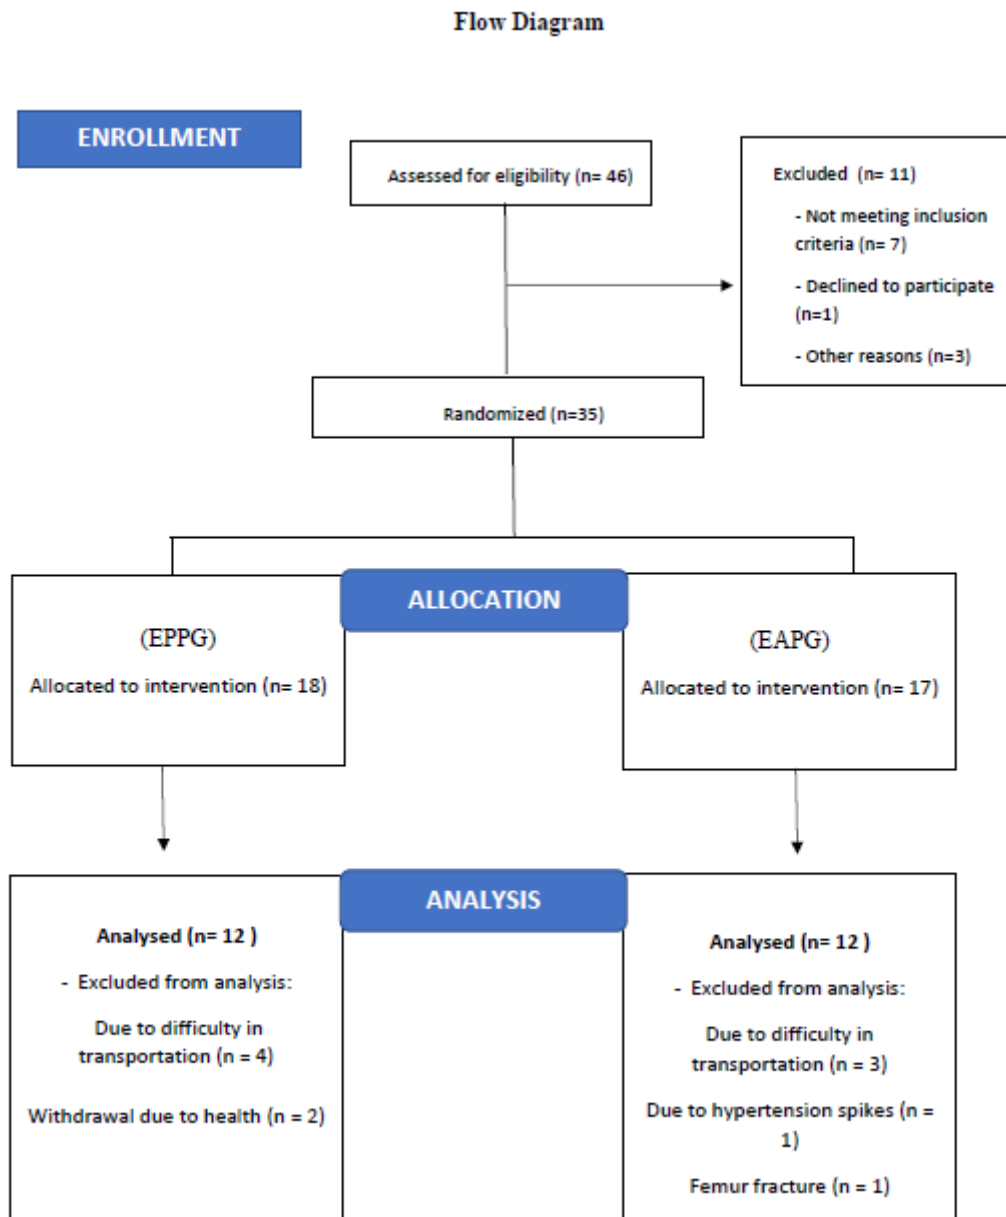 Flow Diagram
ENROLLMENT
Assessed for eligibility (n= 46)
Excluded  (n= 11)
- Not meeting inclusion
criteria (n= 7)
- Declined to participate
(n=1)
- Other reasons (n=3)
Randomized (n=35)
ALLOCATION
(EPPG)
Allocated to intervention (n= 18)
(EAPG)
Allocated to intervention (n= 17)
ANALYSIS
Analysed (n= 12 )
- Excluded from analysis:
Due to difficulty in
transportation (n = 4)
Withdrawal due to health (n = 2)
Analysed (n= 12 )
- Excluded from analysis:
Due to difficulty in
transportation (n = 3)
Due to hypertension spikes (n =
1)
Femur fracture (n = 1)